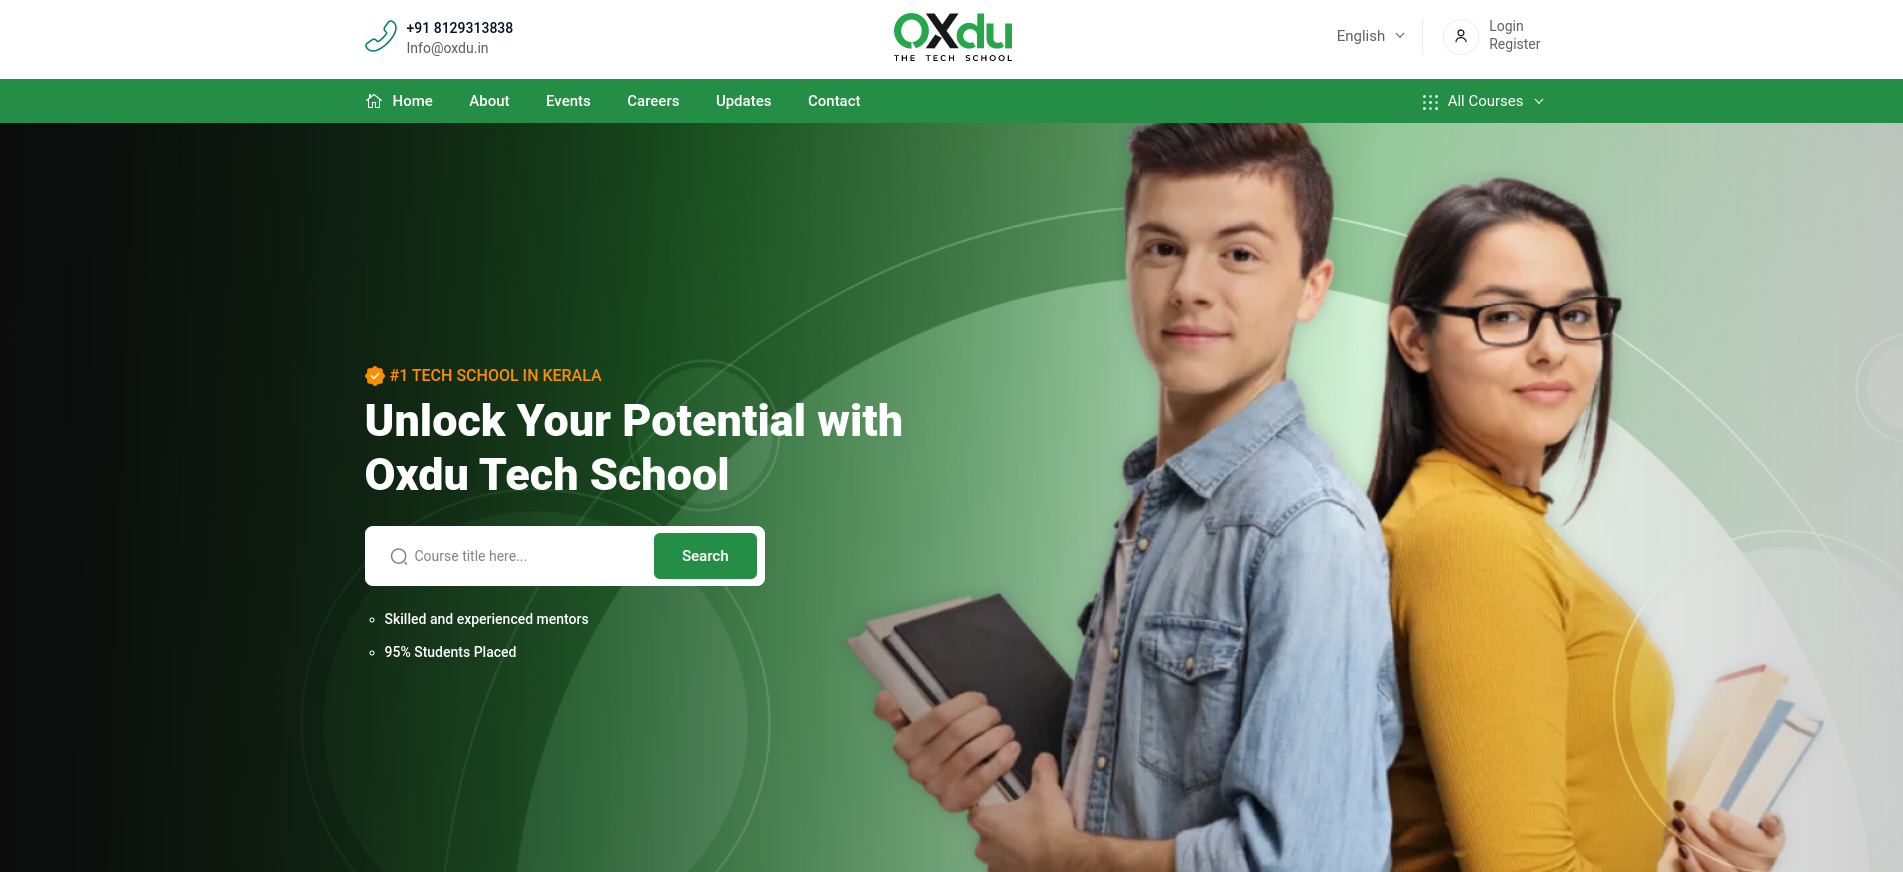 +91 8129313838
Info@oxdu.in
OXdu
THE TECH SCHOOL
English
Login
Register
Home
About
Events
Careers
Updates
Contact
All Courses
#1 TECH SCHOOL IN KERALA
Unlock Your Potential with
Oxdu Tech School
Course title here...
Search
Skilled and experienced mentors
95% Students Placed